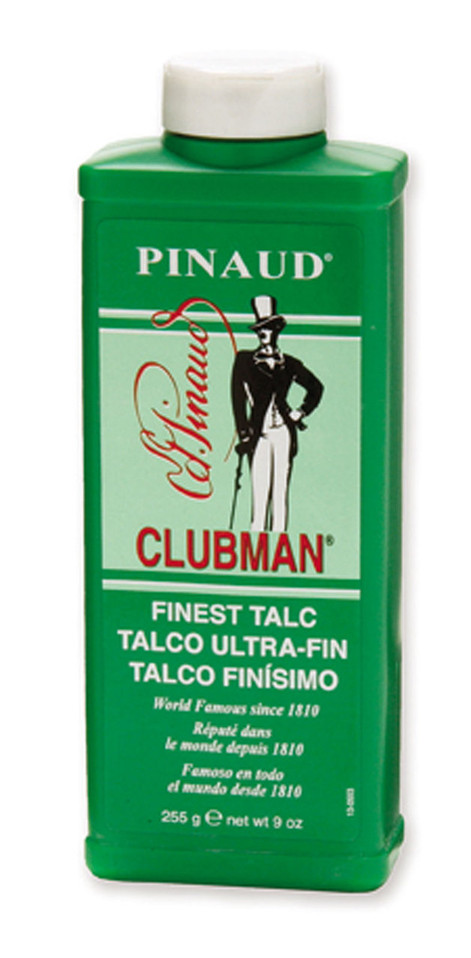 PINAUD®
Pinaud
CLUBMAN®
FINEST TALC
TALCO ULTRA-FIN
TALCO FINÍSIMO
World Famous since 1810
Réputé dans
le monde depuis 1810
Famoso en todo
el mundo desde 1810
255 g ℮ net wt 9 oz